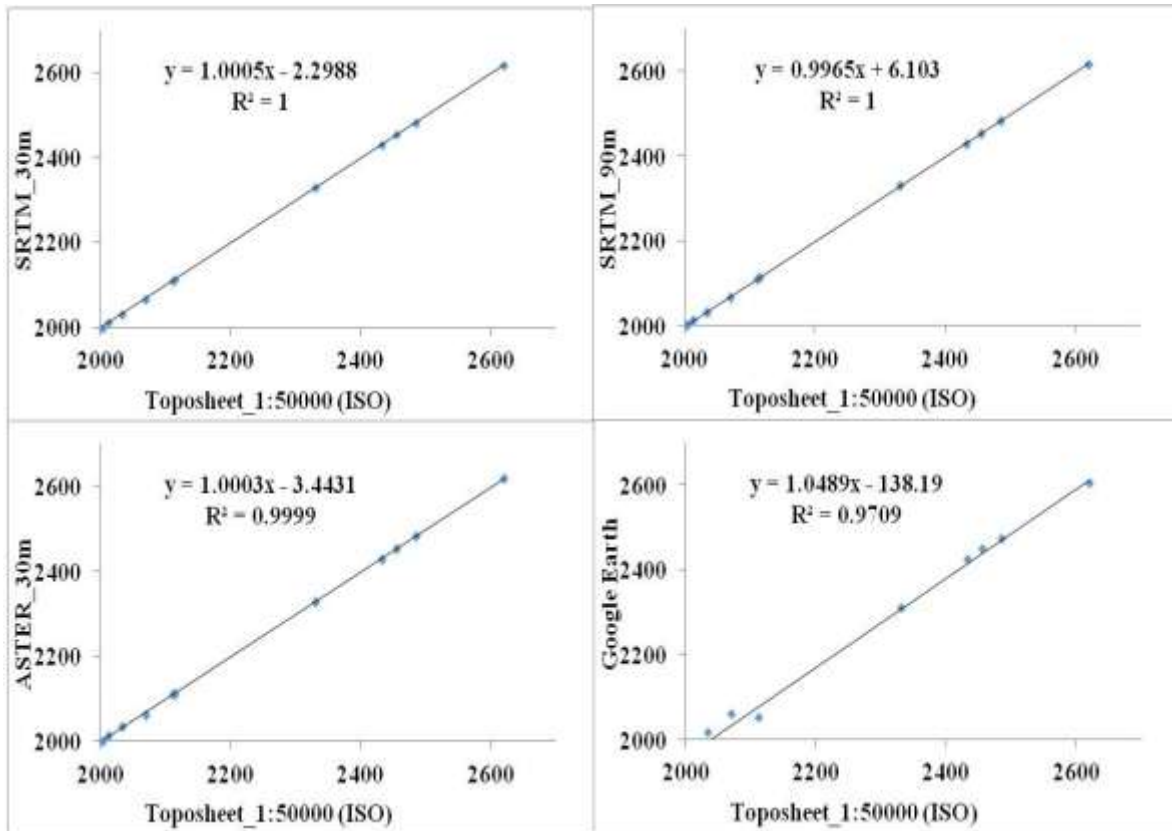 y = 1.0005x - 2.2988
R² = 1
2600
2400
2200
2000
SRTM_30m
2000 2200 2400 2600
Toposheet_1:50000 (ISO)
y = 0.9965x + 6.103
R² = 1
2600
2400
2200
2000
SRTM_90m
2000 2200 2400 2600
Toposheet_1:50000 (ISO)
y = 1.0003x - 3.4431
R² = 0.9999
2600
2400
2200
2000
ASTER_30m
2000 2200 2400 2600
Toposheet_1:50000 (ISO)
y = 1.0489x - 138.19
R² = 0.9709
2600
2400
2200
2000
Google Earth
2000 2200 2400 2600
Toposheet_1:50000 (ISO)